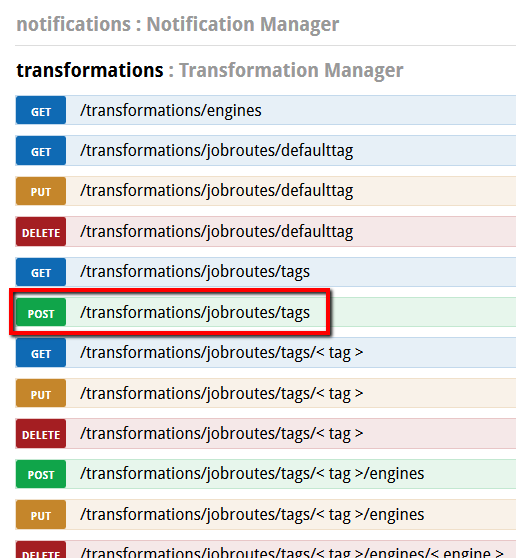 notifications : Notification Manager
transformations : Transformation Manager
GET /transformations/engines
GET /transformations/jobroutes/defaulttag
PUT /transformations/jobroutes/defaulttag
DELETE /transformations/jobroutes/defaulttag
GET /transformations/jobroutes/tags
POST /transformations/jobroutes/tags
GET /transformations/jobroutes/tags/< tag >
PUT /transformations/jobroutes/tags/< tag >
DELETE /transformations/jobroutes/tags/< tag >
POST /transformations/jobroutes/tags/< tag >/engines
PUT /transformations/jobroutes/tags/< tag >/engines
DELETE /transformations/jobroutes/tags/< tag >/engines/< engine >